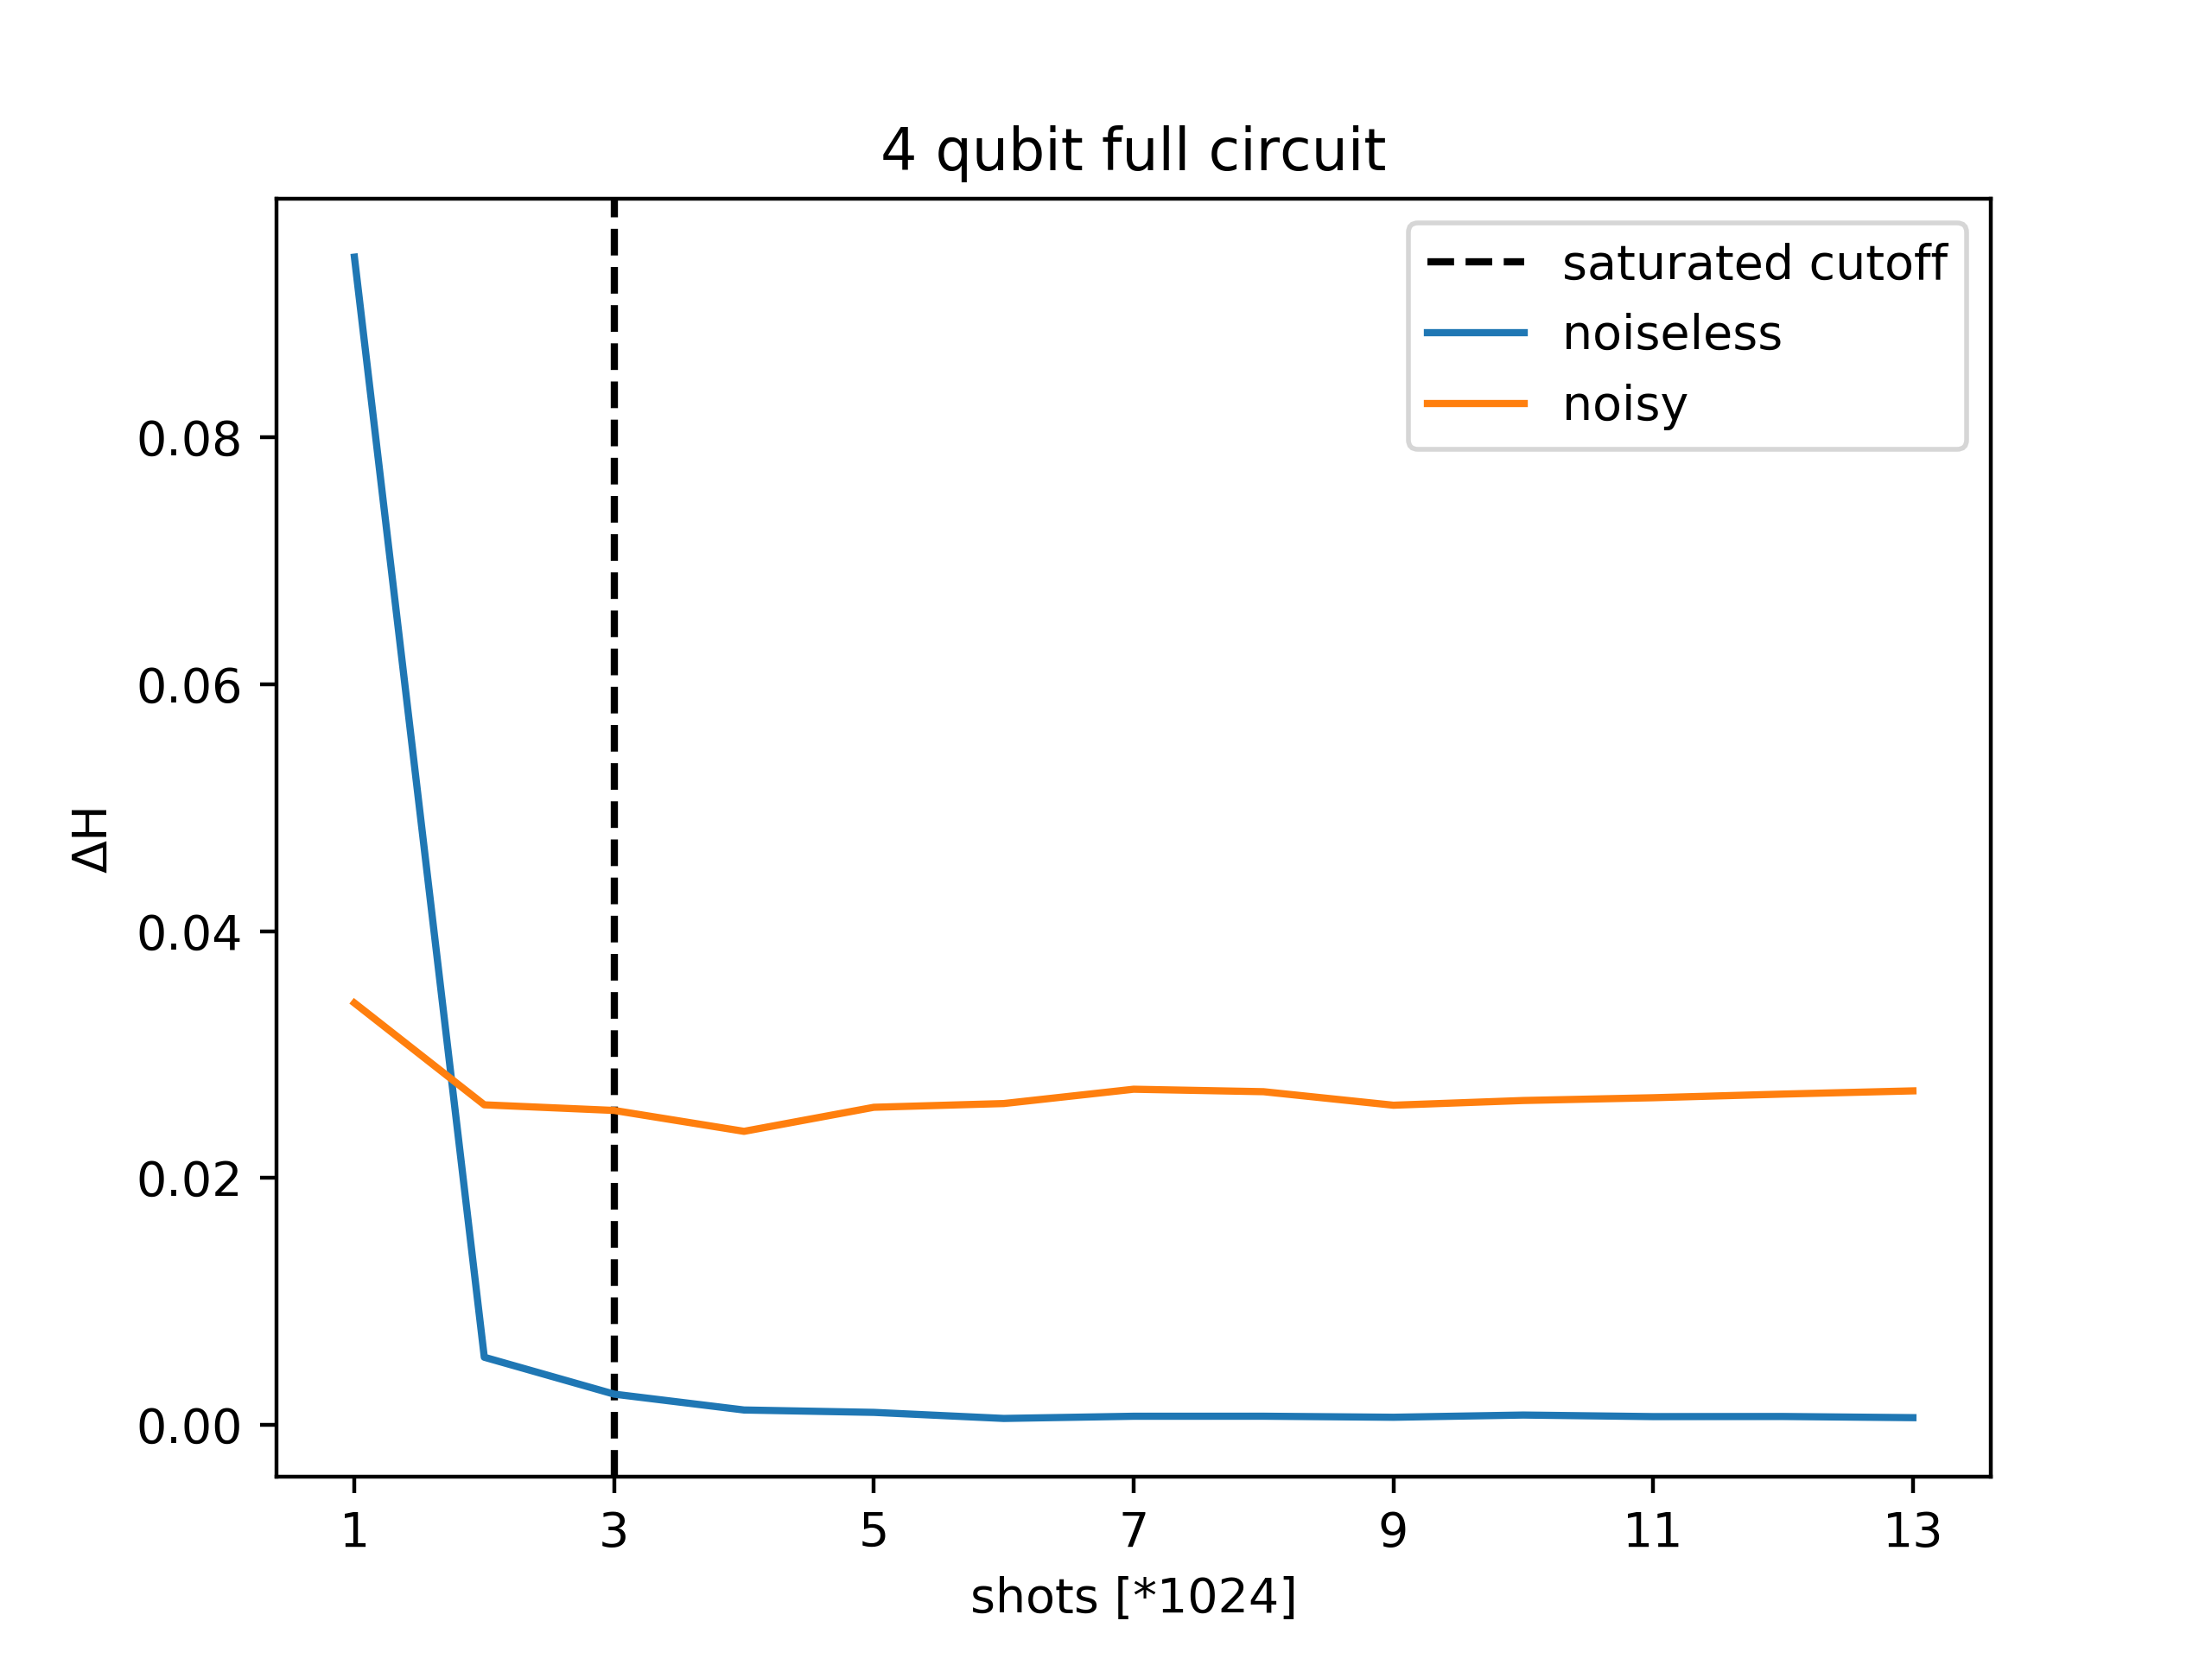 4 qubit full circuit
saturated cutoff
noiseless
noisy
0.08
0.06
0.04
0.02
0.00
ΔH
1 3 5 7 9 11 13
shots [*1024]